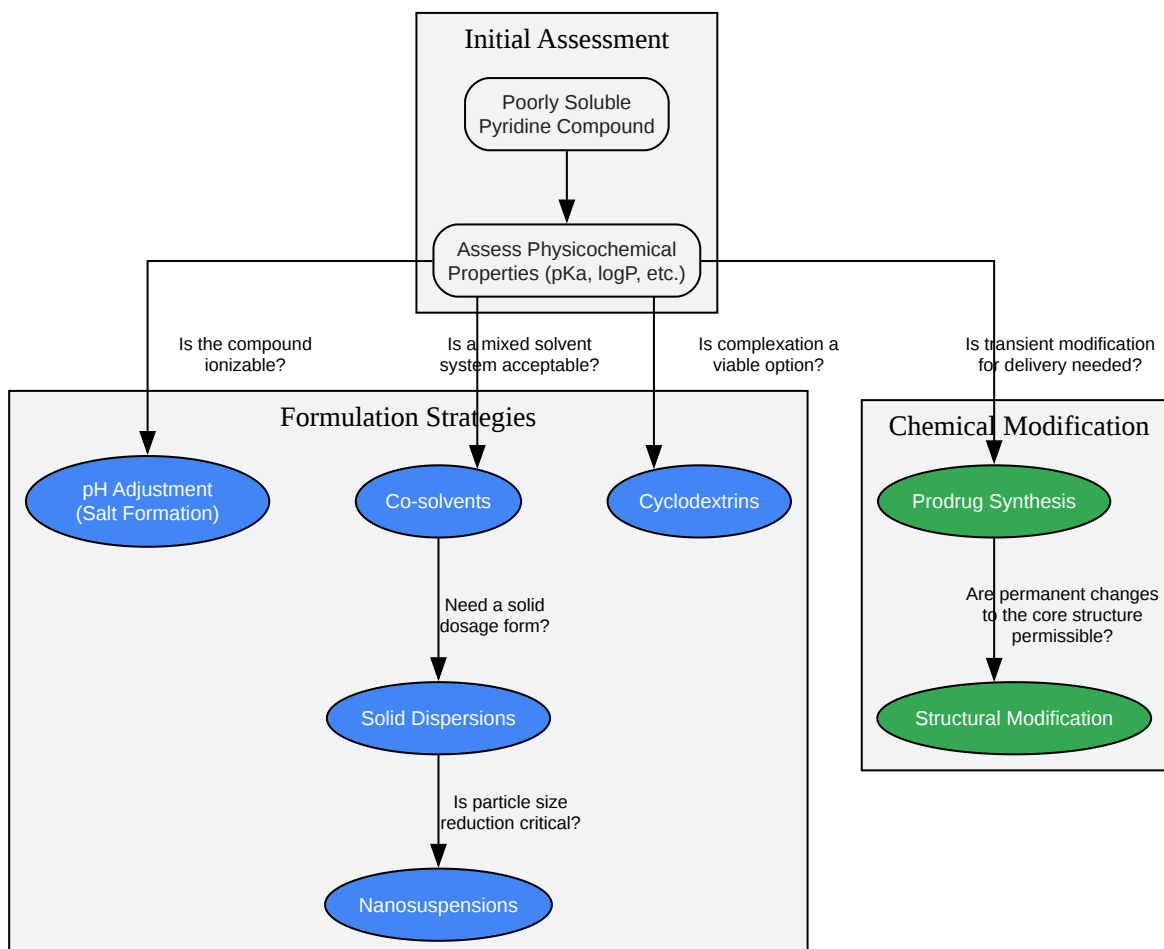 Initial Assessment
Poorly Soluble
Pyridine Compound
Assess Physicochemical
Properties (pKa, logP, etc.)
Is the compound
ionizable?
Is a mixed solvent
system acceptable?
Is complexation a
viable option?
Is transient modification
for delivery needed?
Formulation Strategies
Chemical Modification
pH Adjustment
(Salt Formation)
Co-solvents
Cyclodextrins
Prodrug Synthesis
Need a solid
dosage form?
Are permanent changes
to the core structure
permissible?
Solid Dispersions
Structural Modification
Is particle size
reduction critical?
Nanosuspensions